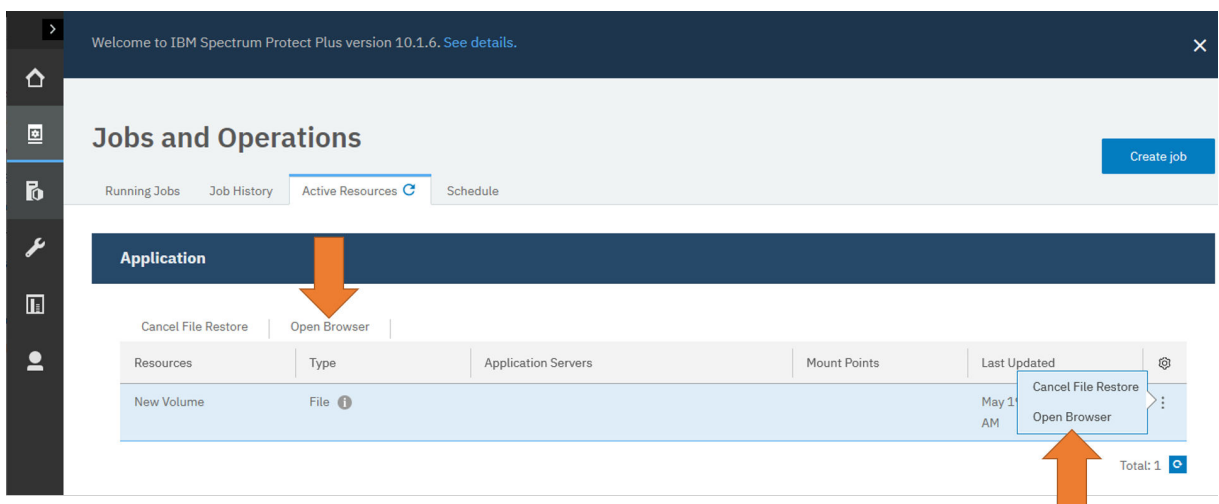 Welcome to IBM Spectrum Protect Plus version 10.1.6. See details.
Jobs and Operations
Create job
Running Jobs Job History Active Resources Schedule
Application
Cancel File Restore Open Browser
Resources Type Application Servers Mount Points Last Updated
Cancel File Restore
New Volume File May
AM Open Browser
Total: 1